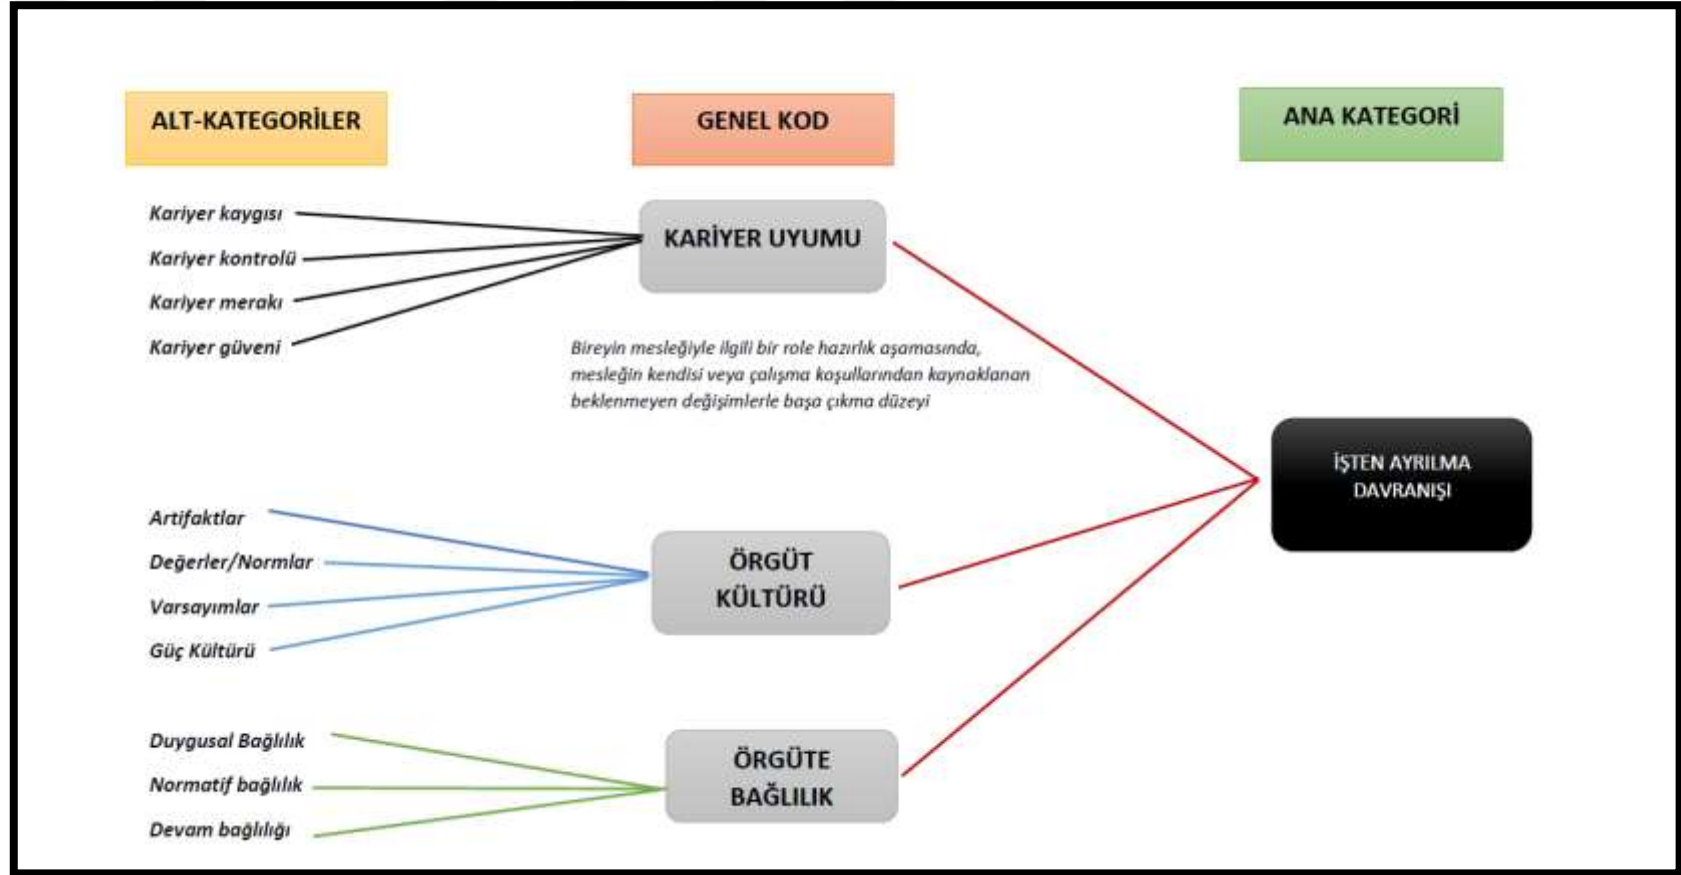 ALT-KATEGORİLER
GENEL KOD
ANA KATEGORİ
Kariyer kaygısı
Kariyer kontrolü
Kariyer merakı
Kariyer güveni
KARİYER UYUMU
Bireyin mesleğiyle ilgili bir role hazırlık aşamasında,
mesleğin kendisi veya çalışma koşullarından kaynaklanan
beklenmeyen değişimlerle başa çıkma düzeyi
Artifaktlar
Değerler/Normlar
Varsayımlar
Güç Kültürü
ÖRGÜT
KÜLTÜRÜ
Duygusal Bağlılık
Normatif bağlılık
Devam bağlılığı
ÖRGÜTE
BAĞLILIK
İŞTEN AYRILMA
DAVRANIŞI